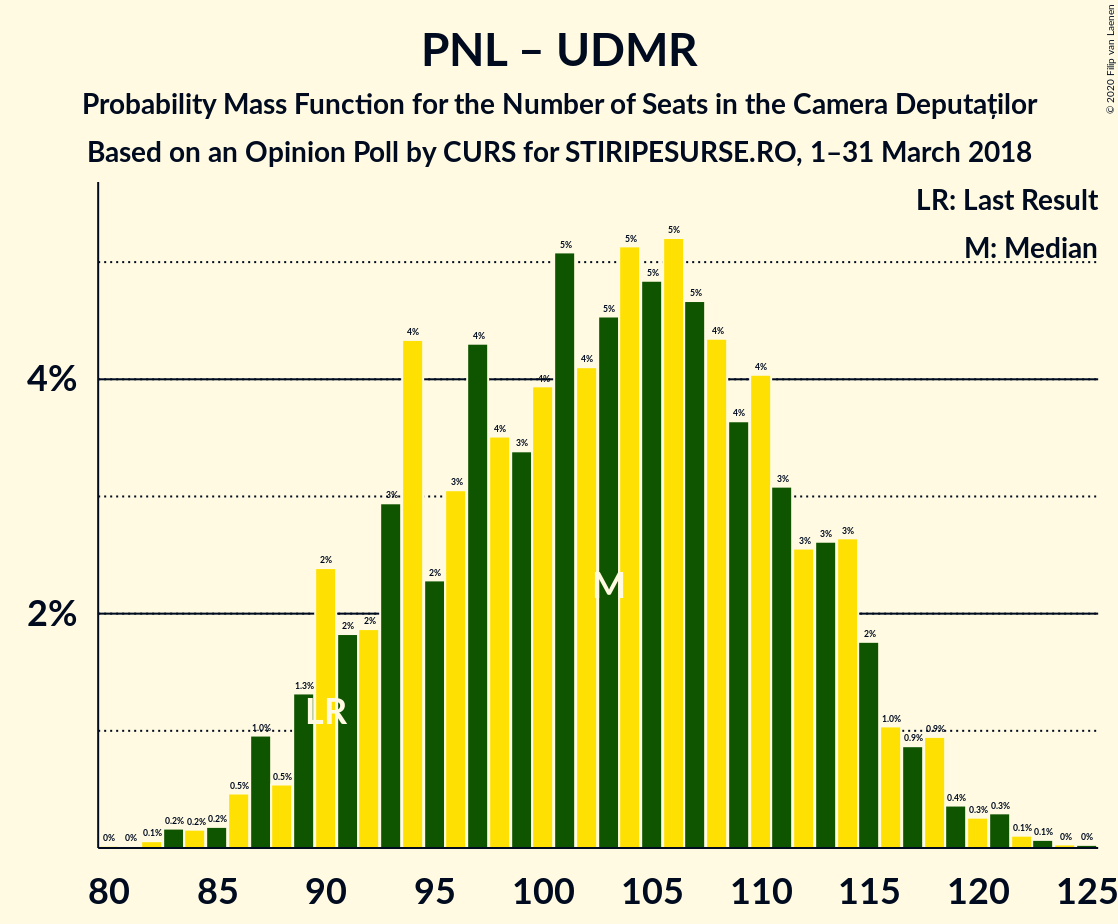 PNL – UDMR
Probability Mass Function for the Number of Seats in the Camera Deputaților
Based on an Opinion Poll by CURS for STIRIPESURSE.RO, 1–31 March 2018
© 2020 Filip van Laenen
LR: Last Result
M: Median
4%
2%
0% 0% 0.1% 0.2% 0.2% 0.2% 0.5% 1.0% 0.5% 1.3% 2% 2% 2% 3% 4% 2% 3% 4% 4% 3% 4% 5% 4% 5% 5% 5% 5% 5% 4% 4% 4% 3% 3% 3% 3% 2% 1.0% 0.9% 0.9% 0.4% 0.3% 0.3% 0.1% 0.1% 0% 0%
M
LR
80 85 90 95 100 105 110 115 120 125